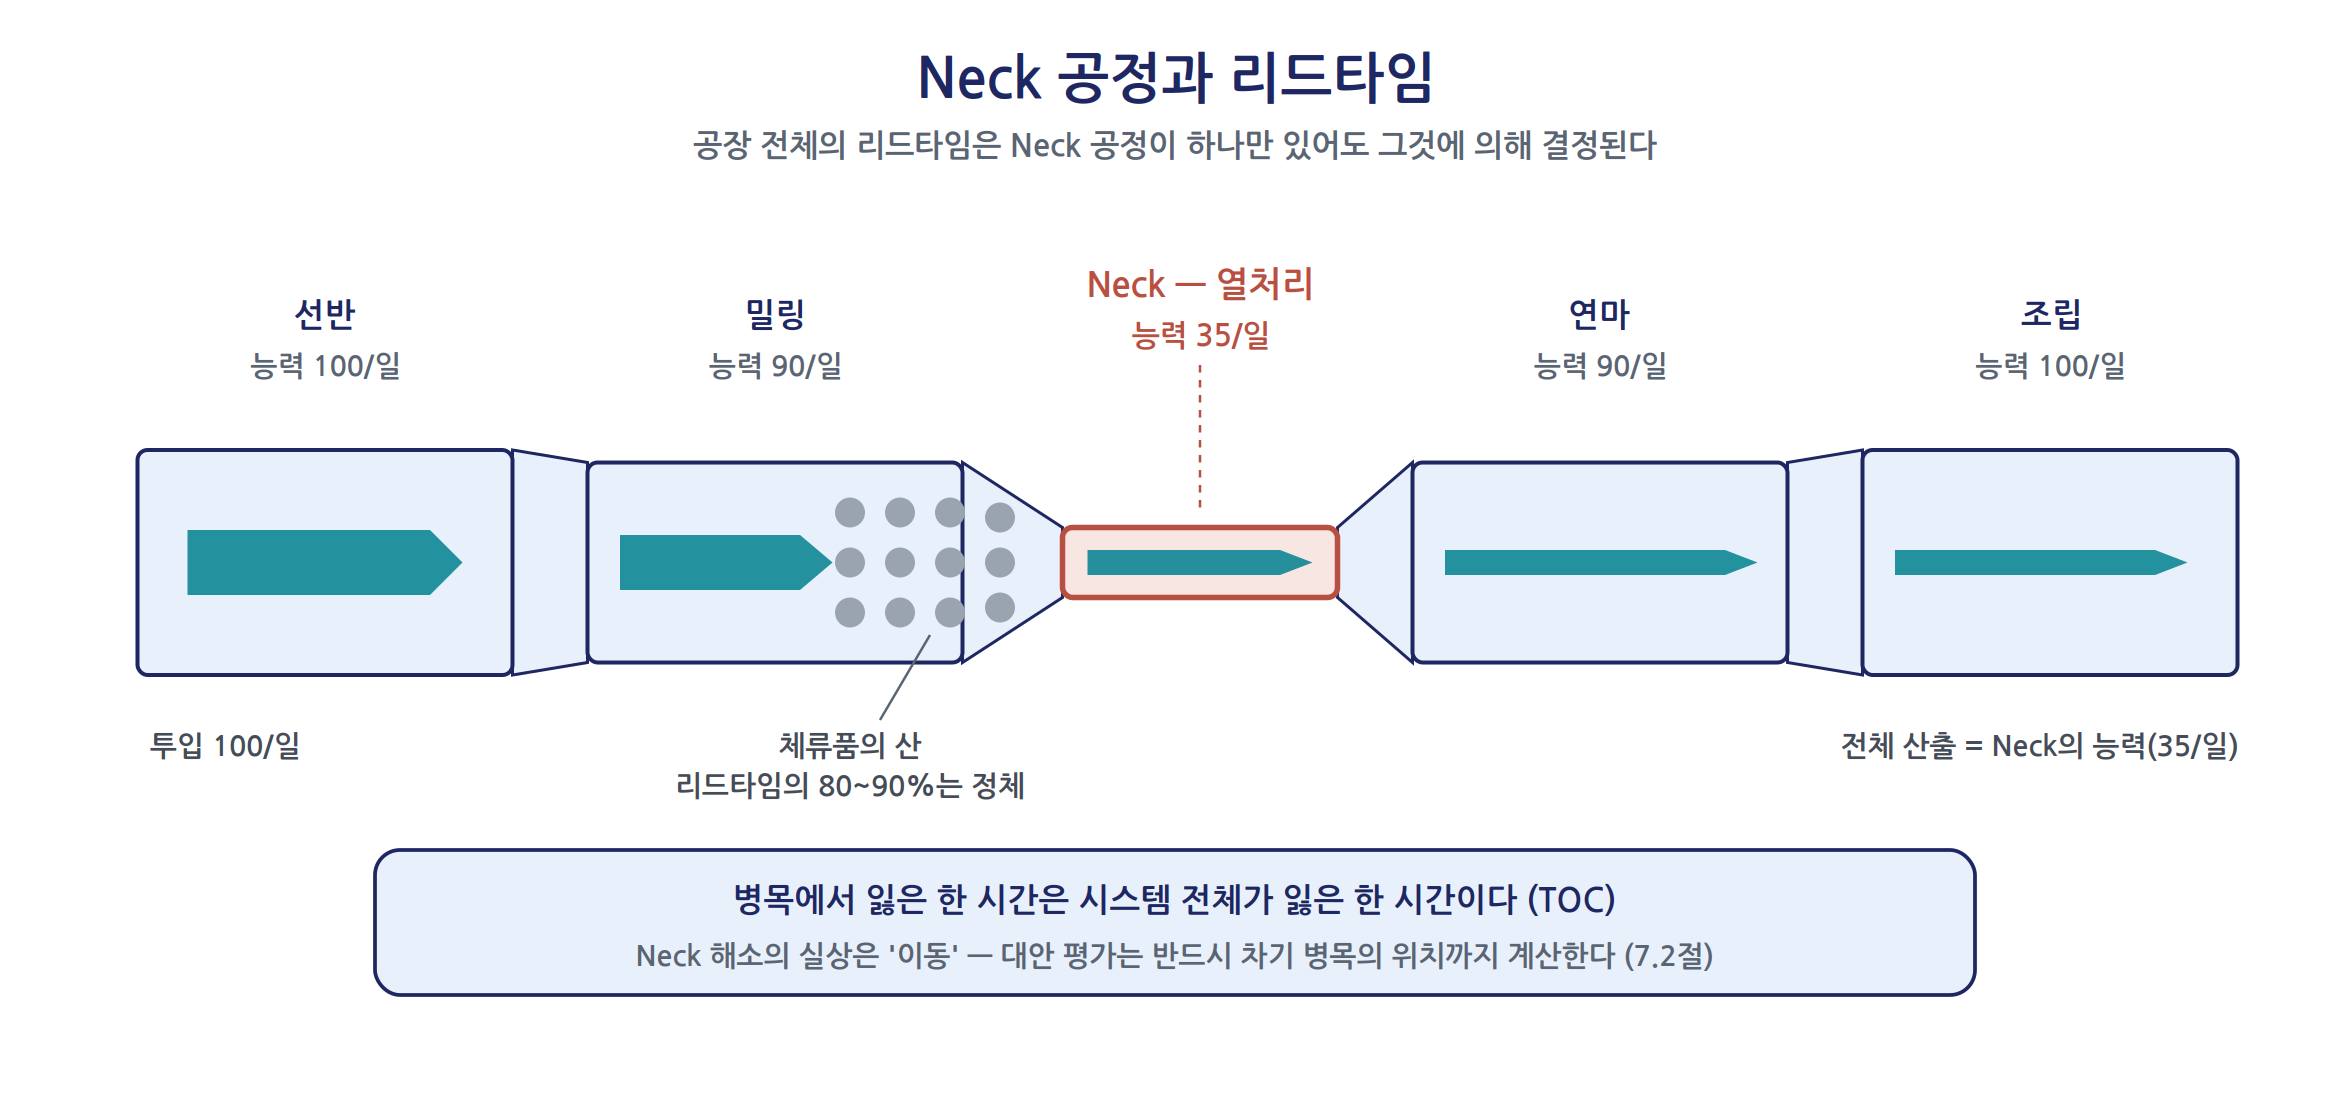 Neck 공정과 리드타임
공장 전체의 리드타임은 Neck 공정이 하나만 있어도 그것에 의해 결정된다
선반
능력 100/일
밀링
능력 90/일
Neck — 열처리
능력 35/일
연마
능력 90/일
조립
능력 100/일
투입 100/일
체류품의 산
리드타임의 80~90%는 정체
전체 산출 = Neck의 능력(35/일)
병목에서 잃은 한 시간은 시스템 전체가 잃은 한 시간이다 (TOC)
Neck 해소의 실상은 '이동' — 대안 평가는 반드시 차기 병목의 위치까지 계산한다 (7.2절)